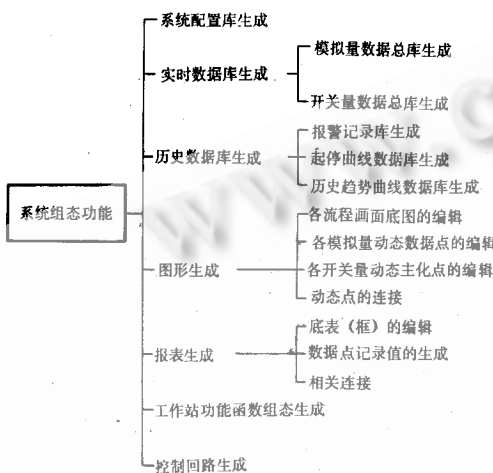 系统配置库生成
模拟量数据总库生成
实时数据库生成
开关量数据总库生成
报警记录库生成
历史数据库生成
起停曲线数据库生成
历史趋势曲线数据库生成
系统组态功能
各流程画面底图的编辑
各模拟量动态数据点的编辑
图形生成
各开关量动态主化点的编辑
动态点的连接
底表（框）的编辑
报表生成
数据点记录值的生成
相关连接
工作站功能函数组态生成
控制回路生成
www.c